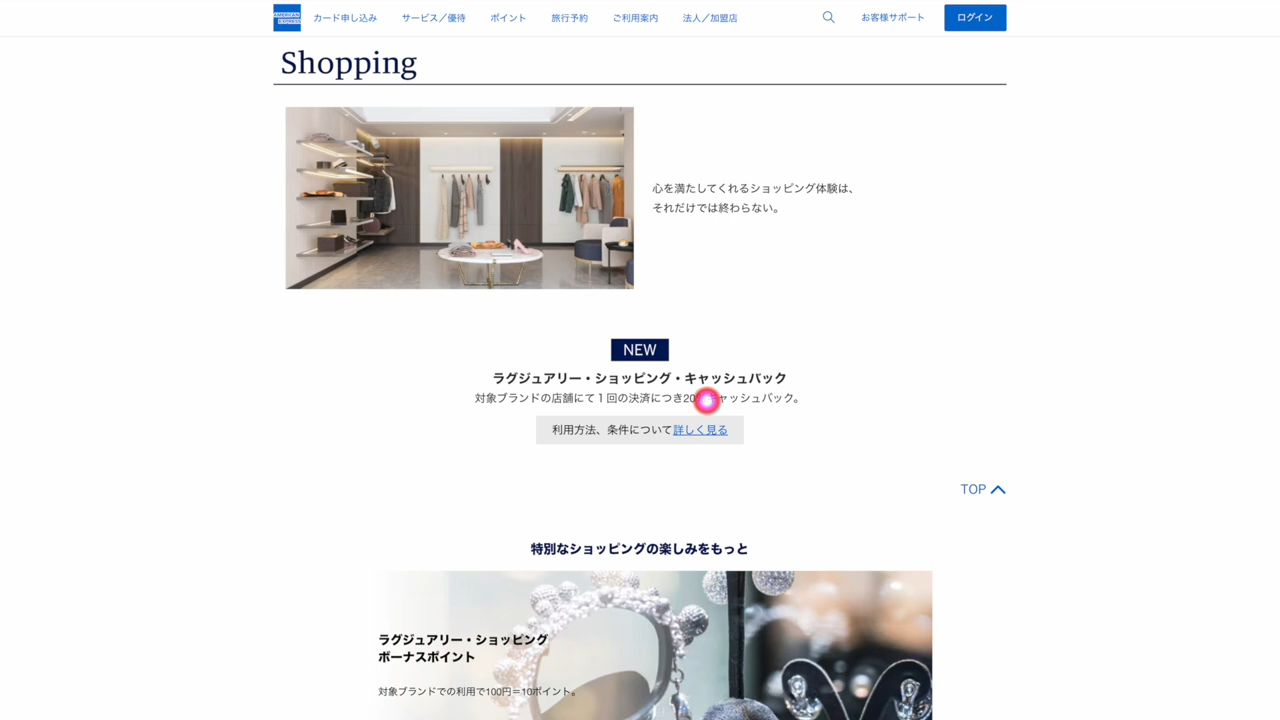 AMERICAN
EXPRESS
カード申し込み サービス／優待 ポイント 旅行予約 ご利用案内 法人／加盟店 お客様サポート ログイン
Shopping
心を満たしてくれるショッピング体験は、
それだけでは終わらない。
NEW
ラグジュアリー・ショッピング・キャッシュバック
対象ブランドの店舗にて１回の決済につき20 ャッシュバック。
利用方法、条件について詳しく見る
TOP
特別なショッピングの楽しみをもっと
ラグジュアリー・ショッピング
ボーナスポイント
対象ブランドでの利用で100円＝10ポイント。